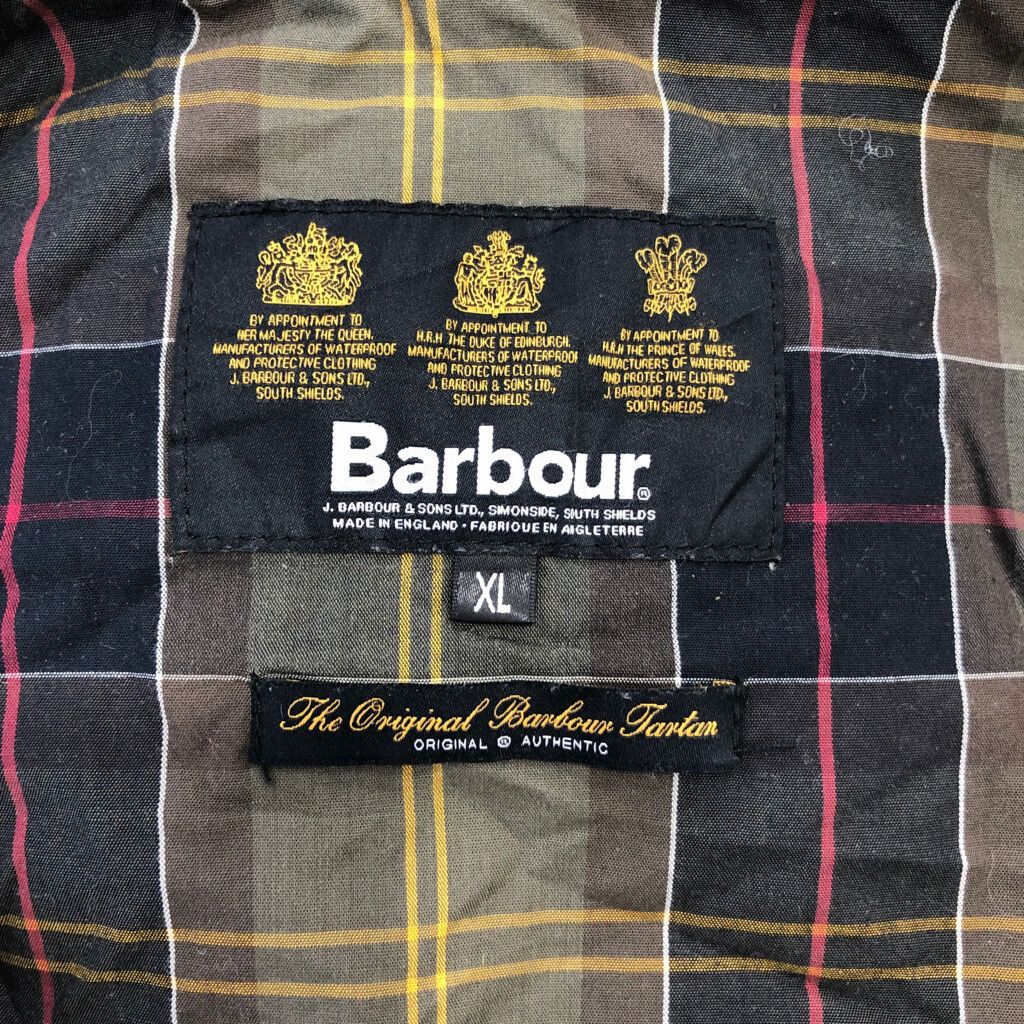 BY APPOINTMENT TO
HER MAJESTY THE QUEEN,
MANUFACTURERS OF WATERPROOF
AND PROTECTIVE CLOTHING
J. BARBOUR & SONS LTD.,
SOUTH SHIELDS.
BY APPOINTMENT TO
H.R.H THE DUKE OF EDINBURGH,
MANUFACTURERS OF WATERPROOF
AND PROTECTIVE CLOTHING
J. BARBOUR & SONS LTD.,
SOUTH SHIELDS.
BY APPOINTMENT TO
H.R.H THE PRINCE OF WALES,
MANUFACTURERS OF WATERPROOF
AND PROTECTIVE CLOTHING
J. BARBOUR & SONS LTD.,
SOUTH SHIELDS.
Barbour®
J. BARBOUR & SONS LTD., SIMONSIDE, SIUTH SHIELDS
MADE IN ENGLAND • FABRIQUE EN AIGLETERRE
XL
The Original Barbour Tartan
ORIGINAL AUTHENTIC